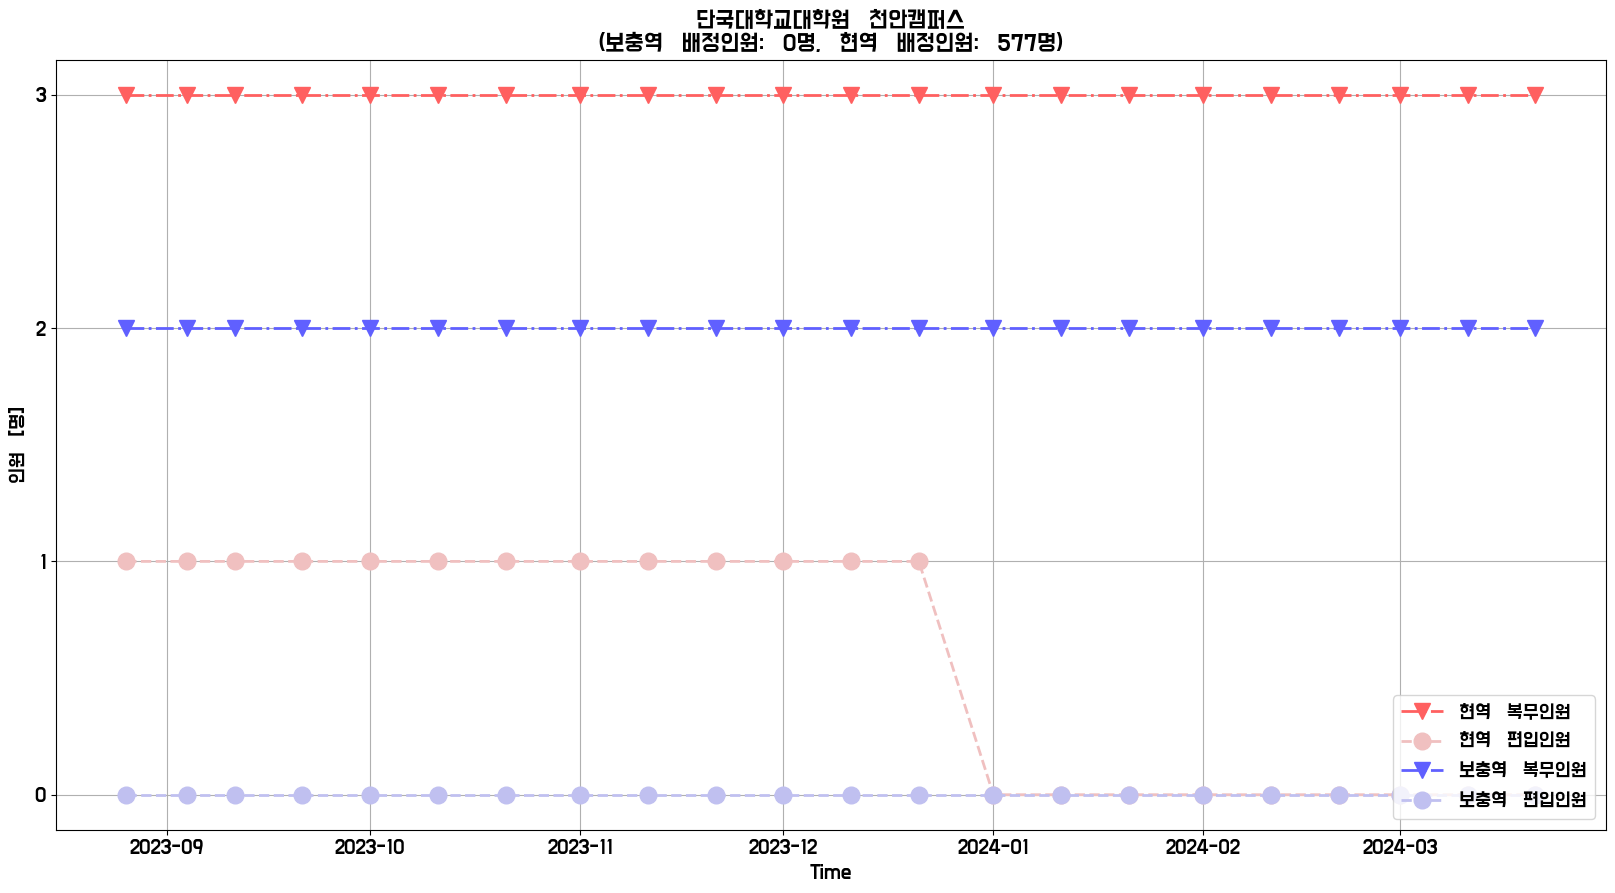 단국대학교대학원 천안캠퍼스
(보충역 배정인원: 0명, 현역 배정인원: 577명)
3
2
1
0
인원 [명]
2023-09 2023-10 2023-11 2023-12 2024-01 2024-02 2024-03
Time
현역 복무인원
현역 편입인원
보충역 복무인원
보충역 편입인원